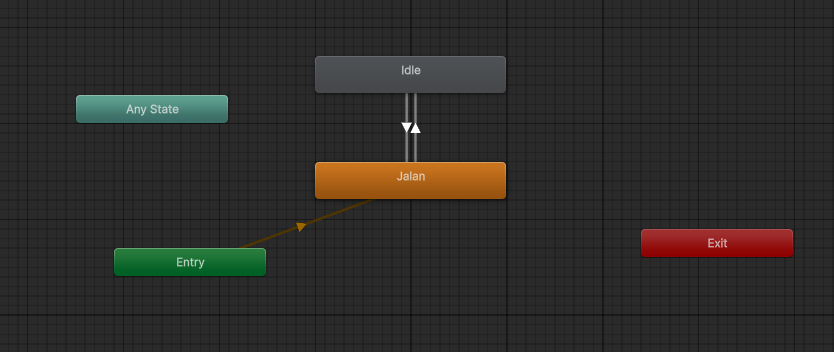 Idle
Any State
Jalan
Exit
Entry